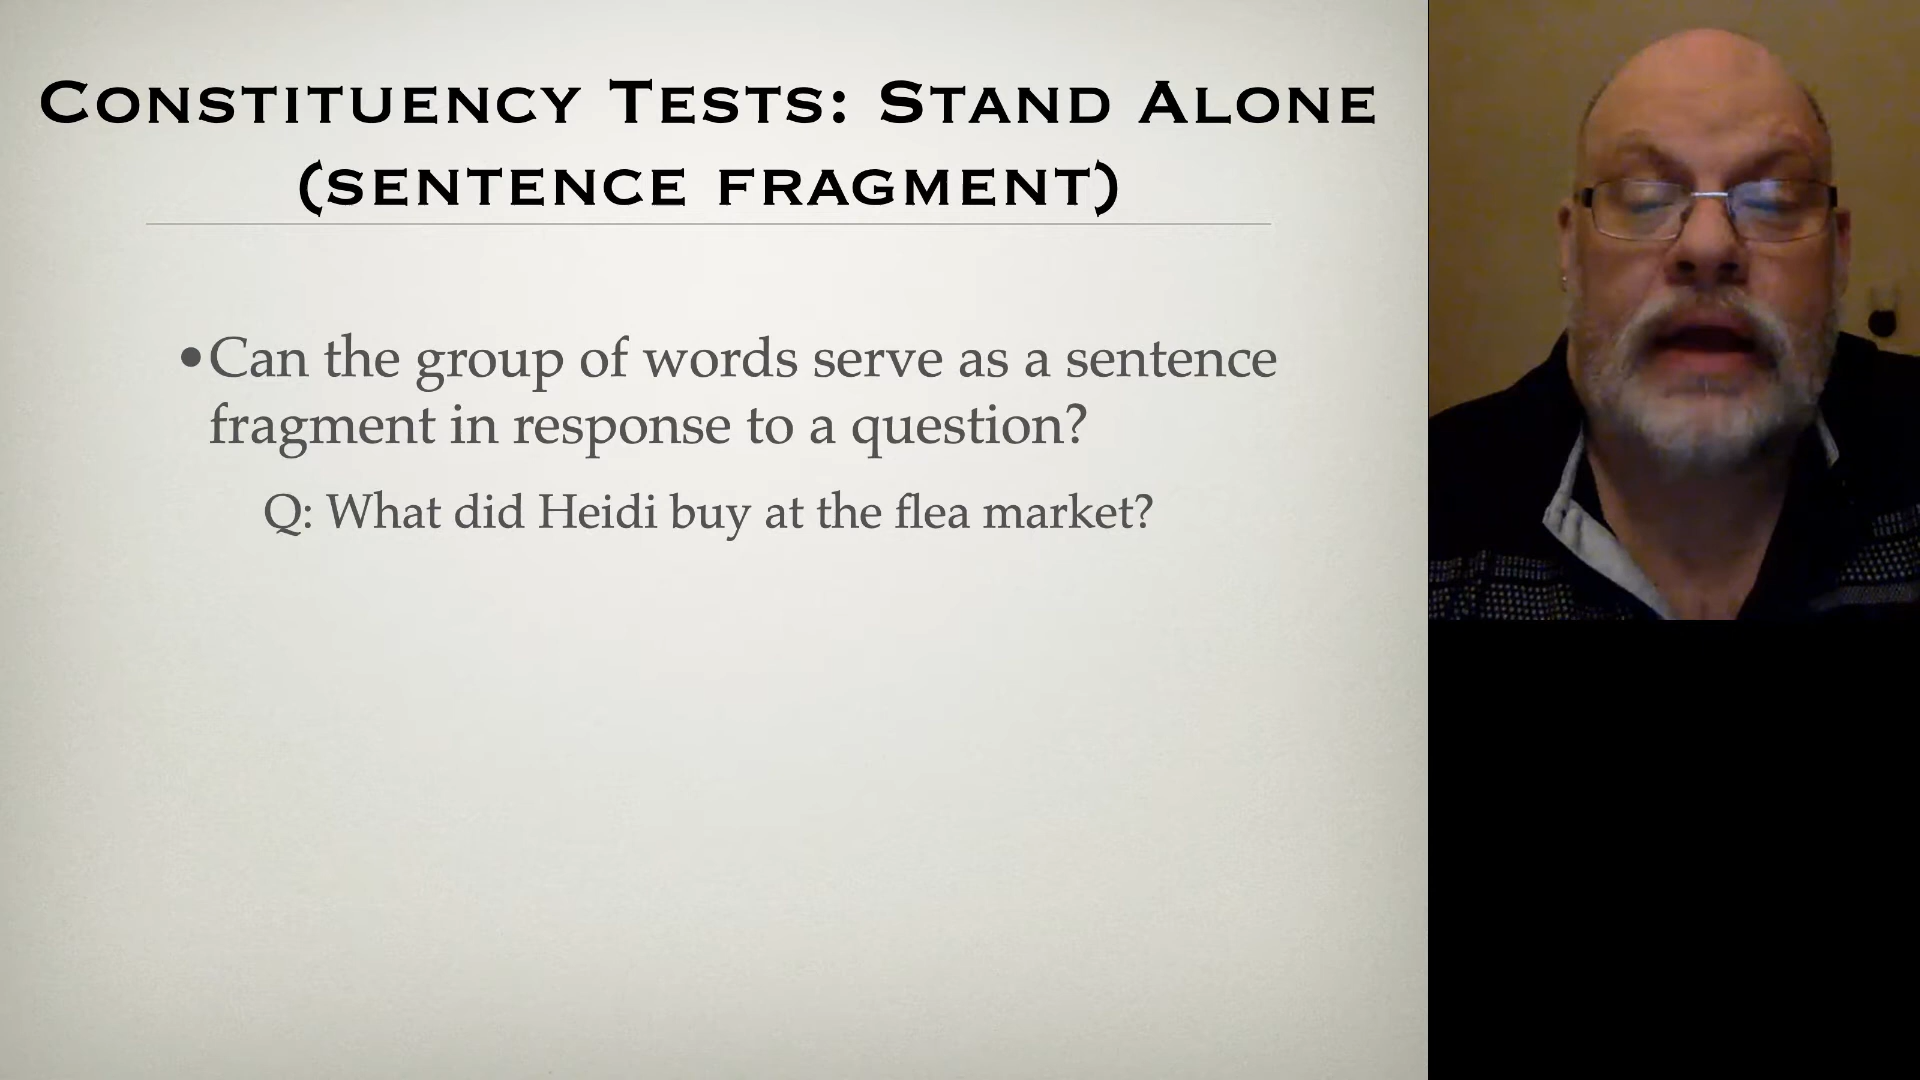 Constituency Tests: Stand Alone
(sentence fragment)
•Can the group of words serve as a sentence
fragment in response to a question?
Q: What did Heidi buy at the flea market?